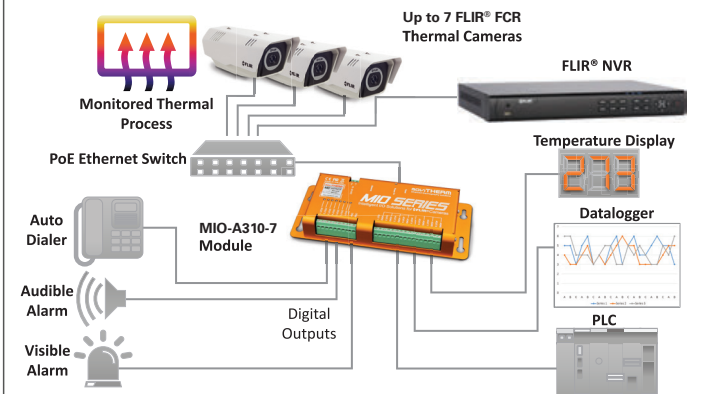 Up to 7 FLIR® FCR
Thermal Cameras
FLIR® NVR
Monitored Thermal
Process
PoE Ethernet Switch
Temperature Display
273
MIO SERIES
MIO-A310-7
Module
Auto
Dialer
Datalogger
Audible
Alarm
Digital
Outputs
PLC
Visible
Alarm